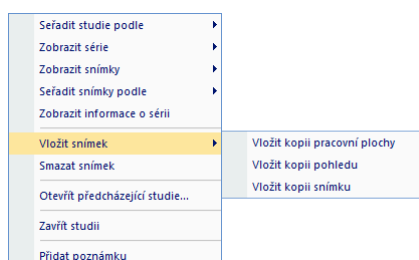 Seřadit studie podle
Zobrazit série
Zobrazit snímky
Seřadit snímky podle
Zobrazit informace o sérii
Vložit snímek
Vložit kopii pracovní plochy
Smazat snímek
Vložit kopii pohledu
Vložit kopii snímku
Otevřít předcházející studie...
Zavřít studii
Přidat poznámku